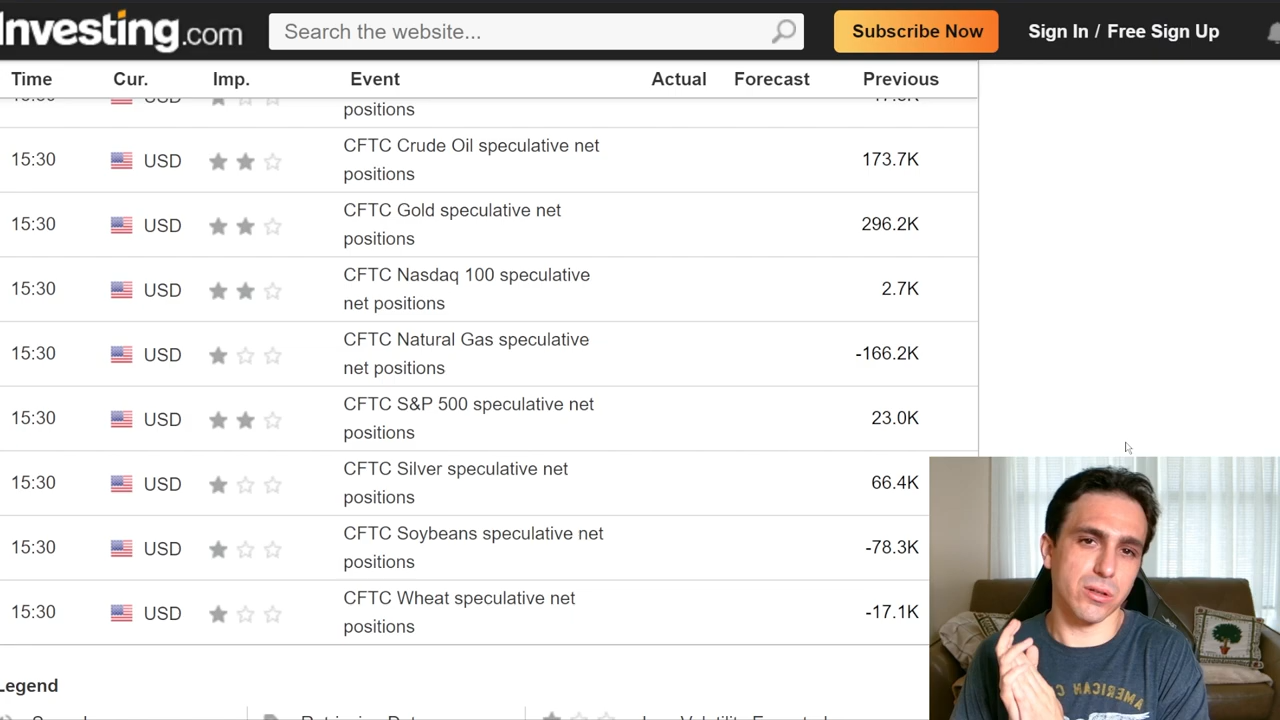 Investing.com
Search the website...
Subscribe Now
Sign In / Free Sign Up
Time Cur. Imp. Event Actual Forecast Previous
USD
positions
15:30 USD CFTC Crude Oil speculative net 173.7K
positions
15:30 USD CFTC Gold speculative net 296.2K
positions
15:30 USD CFTC Nasdaq 100 speculative 2.7K
net positions
15:30 USD CFTC Natural Gas speculative -166.2K
net positions
15:30 USD CFTC S&P 500 speculative net 23.0K
positions
15:30 USD CFTC Silver speculative net 66.4K
positions
15:30 USD CFTC Soybeans speculative net -78.3K
positions
15:30 USD CFTC Wheat speculative net -17.1K
positions
Legend
AMERICAN